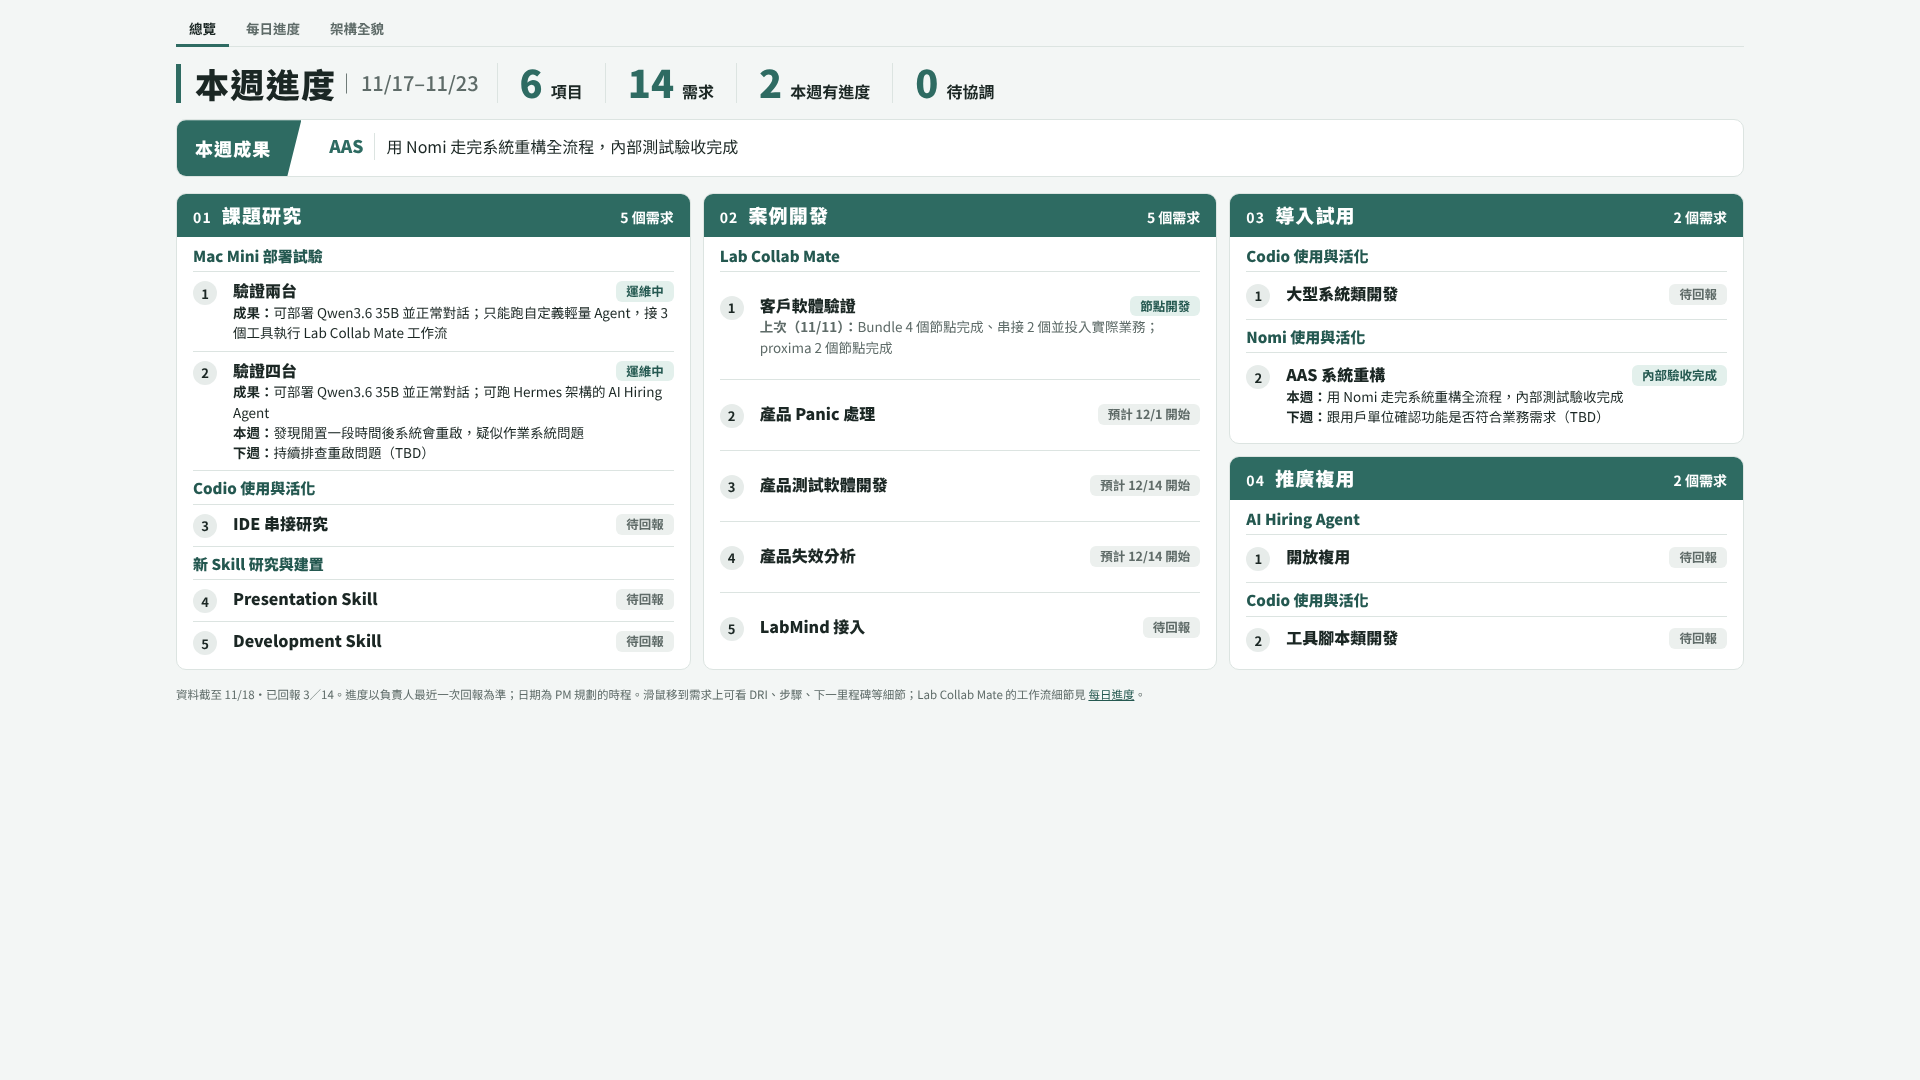 總覽 每日進度 架構全貌
本週進度 11/17–11/23 6 項目 14 需求 2 本週有進度 0 待協調
本週成果 AAS 用 Nomi 走完系統重構全流程，內部測試驗收完成
01 課題研究 5 個需求
Mac Mini 部署試驗
1 驗證兩台 運維中
成果：可部署 Qwen3.6 35B 並正常對話；只能跑自定義輕量 Agent，接 3
個工具執行 Lab Collab Mate 工作流
2 驗證四台 運維中
成果：可部署 Qwen3.6 35B 並正常對話；可跑 Hermes 架構的 AI Hiring
Agent
本週：發現閒置一段時間後系統會重啟，疑似作業系統問題
下週：持續排查重啟問題（TBD）
Codio 使用與活化
3 IDE 串接研究 待回報
新 Skill 研究與建置
4 Presentation Skill 待回報
5 Development Skill 待回報
02 案例開發 5 個需求
Lab Collab Mate
1 客戶軟體驗證 節點開發
上次（11/11）：Bundle 4 個節點完成、串接 2 個並投入實際業務；
proxima 2 個節點完成
2 產品 Panic 處理 預計 12/1 開始
3 產品測試軟體開發 預計 12/14 開始
4 產品失效分析 預計 12/14 開始
5 LabMind 接入 待回報
03 導入試用 2 個需求
Codio 使用與活化
1 大型系統類開發 待回報
Nomi 使用與活化
2 AAS 系統重構 內部驗收完成
本週：用 Nomi 走完系統重構全流程，內部測試驗收完成
下週：跟用戶單位確認功能是否符合業務需求（TBD）
04 推廣複用 2 個需求
AI Hiring Agent
1 開放複用 待回報
Codio 使用與活化
2 工具腳本類開發 待回報
資料截至 11/18・已回報 3／14。進度以負責人最近一次回報為準；日期為 PM 規劃的時程。滑鼠移到需求上可看 DRI、步驟、下一里程碑等細節；Lab Collab Mate 的工作流細節見 每日進度。